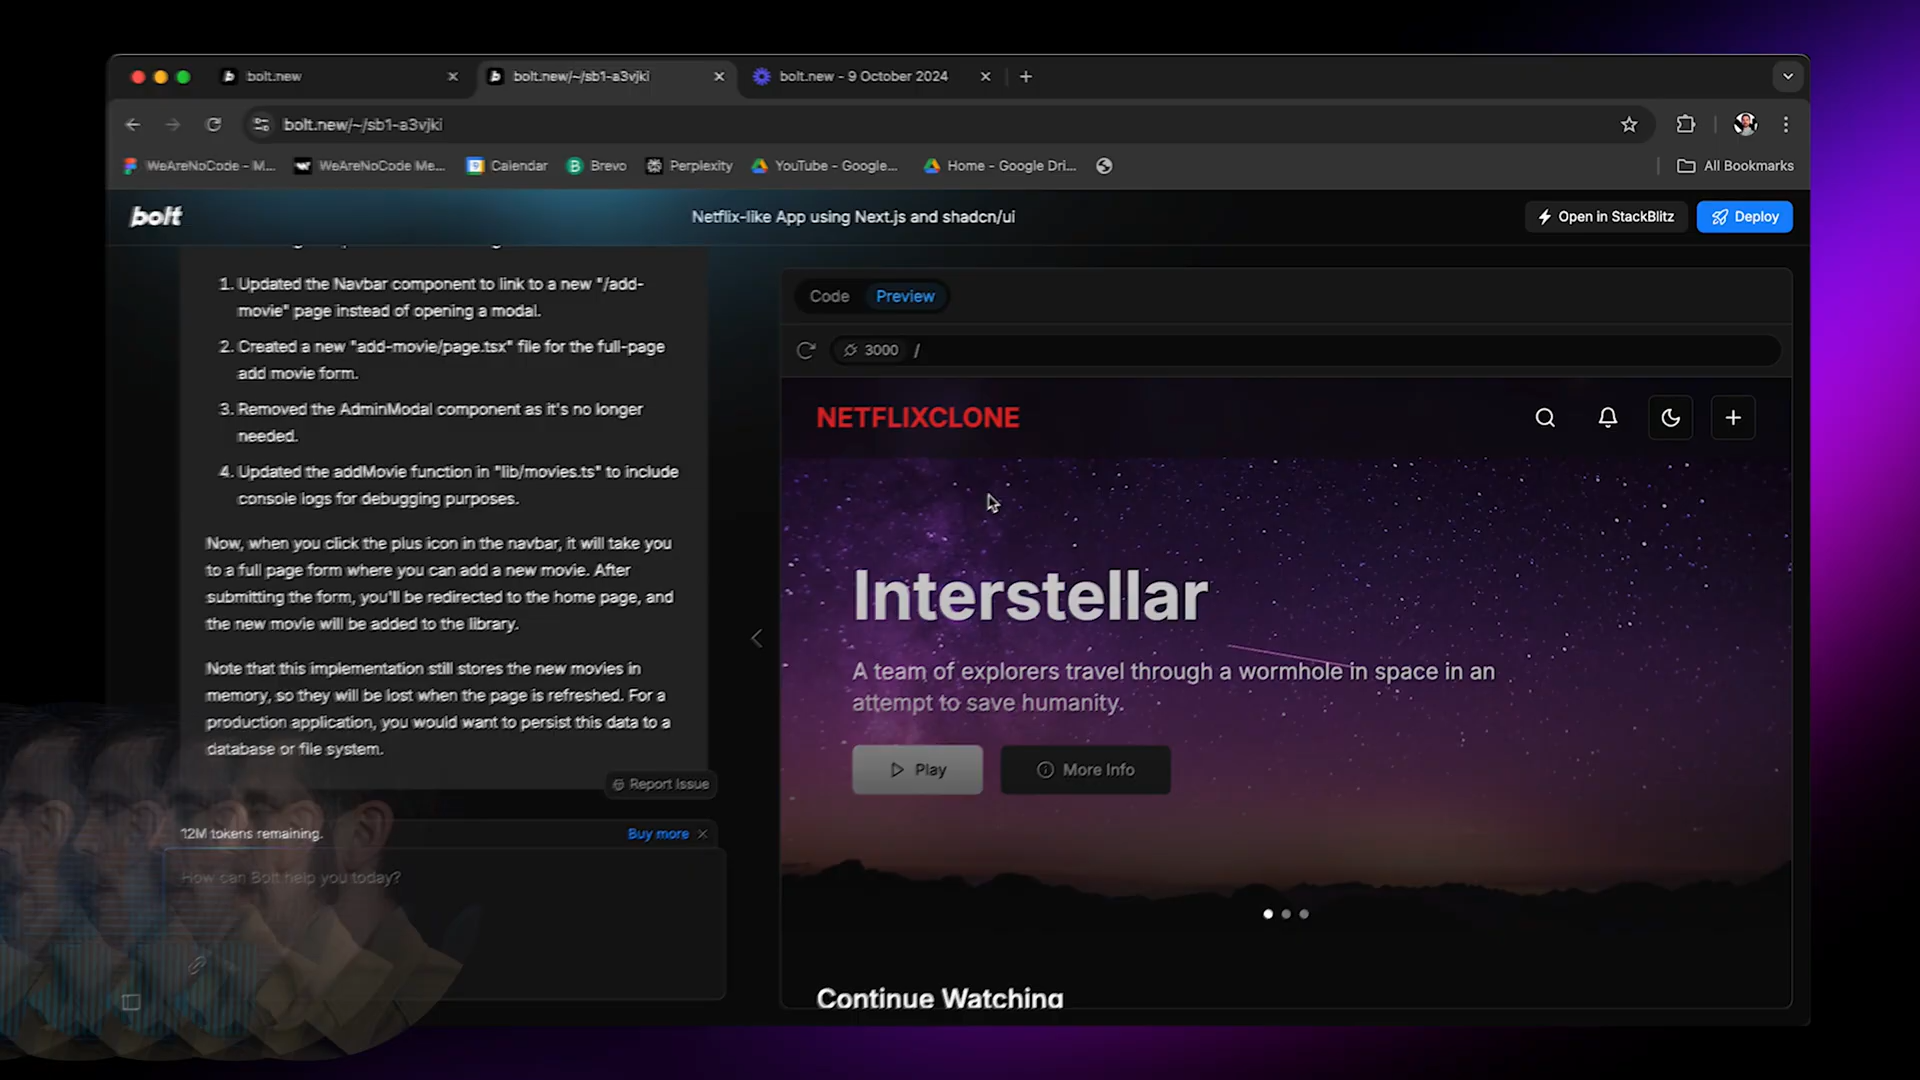 bolt.new
bolt.new/~/sb1-a3vjki
bolt.new - 9 October 2024
bolt.new/~/sb1-a3vjki
WeAreNoCode – M...
WeAreNoCode Me...
Calendar
Brevo
Perplexity
YouTube - Google...
Home - Google Dri...
All Bookmarks
bolt
Netflix-like App using Next.js and shadcn/ui
Open in StackBlitz
Deploy
1. Updated the Navbar component to link to a new "/add-
movie" page instead of opening a modal.
2. Created a new "add-movie/page.tsx" file for the full-page
add movie form.
3. Removed the AdminModal component as it's no longer
needed.
4. Updated the addMovie function in "lib/movies.ts" to include
console logs for debugging purposes.
Now, when you click the plus icon in the navbar, it will take you
to a full page form where you can add a new movie. After
submitting the form, you'll be redirected to the home page, and
the new movie will be added to the library.
Note that this implementation still stores the new movies in
memory, so they will be lost when the page is refreshed. For a
production application, you would want to persist this data to a
database or file system.
Report Issue
12M tokens remaining.
Buy more
How can Bolt help you today?
Code
Preview
3000 /
NETFLIXCLONE
Interstellar
A team of explorers travel through a wormhole in space in an
attempt to save humanity.
Play
More Info
Continue Watching